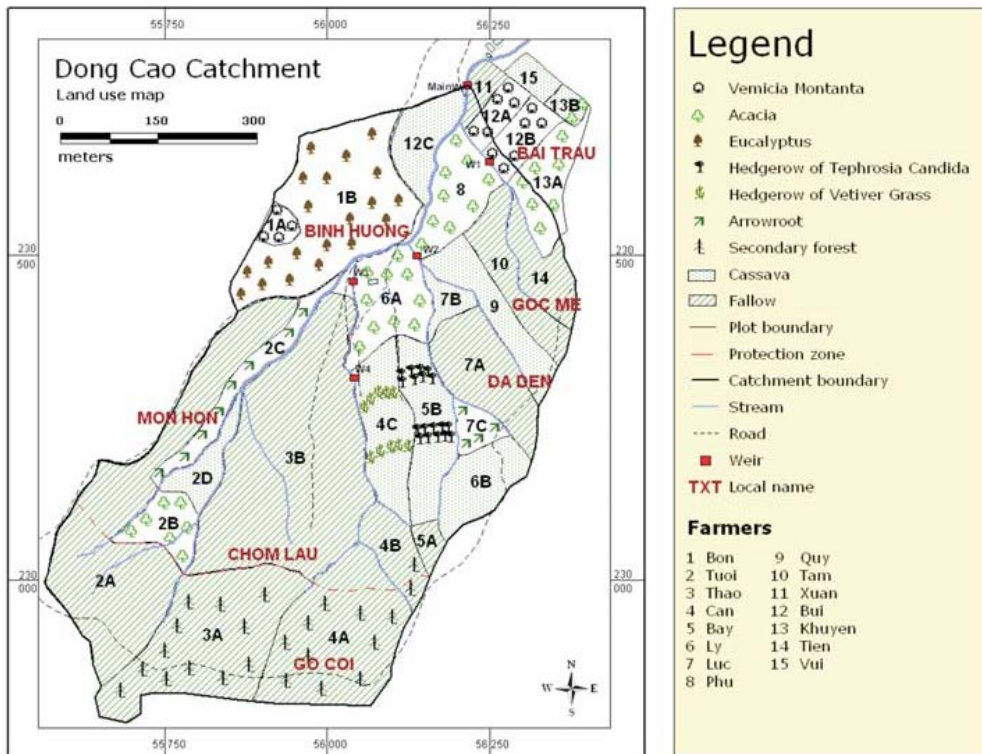 55 750
56 000
56 250
Dong Cao Catchment
Land use map
0 150 300
meters
11
15
13B
12A
12B
12C
BAI TRAU
W1
13A
8
1B
1A
BINH HUONG
230
500
230
500
W2
10
14
6A
7B
9
GOC ME
2C
W4
7A
DA DEN
MON HON
5B
4C
7C
3B
2D
6B
2B
CHOM LAU
4B
5A
2A
230
000
230
000
3A
4A
GO COI
N
W E
S
55 750
56 000
56 250
Legend
Vernicia Montanta
Acacia
Eucalyptus
Hedgerow of Tephrosia Candida
Hedgerow of Vetiver Grass
Arrowroot
Secondary forest
Cassava
Fallow
Plot boundary
Protection zone
Catchment boundary
Stream
Road
Weir
TXT Local name
Farmers
1 Bon 9 Quy
2 Tuoi 10 Tam
3 Thao 11 Xuan
4 Can 12 Bui
5 Bay 13 Khuyen
6 Ly 14 Tien
7 Luc 15 Vui
8 Phu